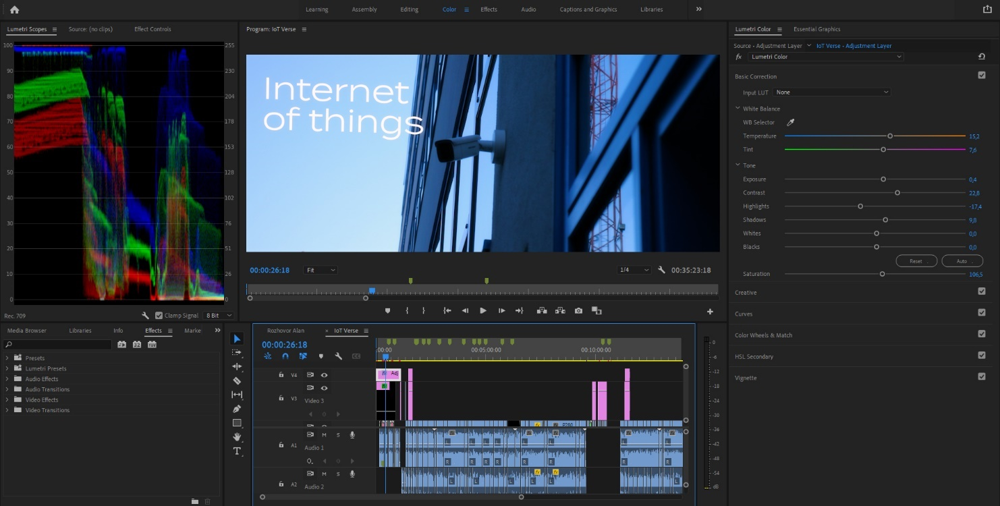 Learning
Assembly
Editing
Color
Effects
Audio
Captions and Graphics
Libraries
Lumetri Scopes
Source: (no clips)
Effect Controls
100
90
80
70
60
50
40
30
20
10
0
255
230
204
178
153
128
102
76
51
26
0
Rec. 709
Clamp Signal
8 Bit
Program: IoT Verse
Internet
of things
00:00:26:18
Fit
1/4
00:35:23:18
Lumetri Color
Essential Graphics
Source - Adjustment Layer
IoT Verse - Adjustment Layer
fx
Lumetri Color
Basic Correction
Input LUT
None
White Balance
WB Selector
Temperature
15,2
Tint
7,6
Tone
Exposure
0,4
Contrast
22,8
Highlights
-17,4
Shadows
9,8
Whites
0,0
Blacks
0,0
Reset
Auto
Saturation
106,5
Creative
Curves
Color Wheels & Match
HSL Secondary
Vignette
Media Browser
Libraries
Info
Effects
Marke
Presets
Lumetri Presets
Audio Effects
Audio Transitions
Video Effects
Video Transitions
Rozhovor Alan
× IoT Verse
00:00:26:18
:00:00
00:05:00:00
00:10:00:00
V4
Adj
V3
Video 3
P280
A1
M
S
Audio 1
L
L
L
L
L
L
L
L
R
R
R
R
R
R
R
R
A2
M
S
Audio 2
L
L
L
L
L
0
-6
-12
-18
-24
-30
-36
-42
-48
-54
dB